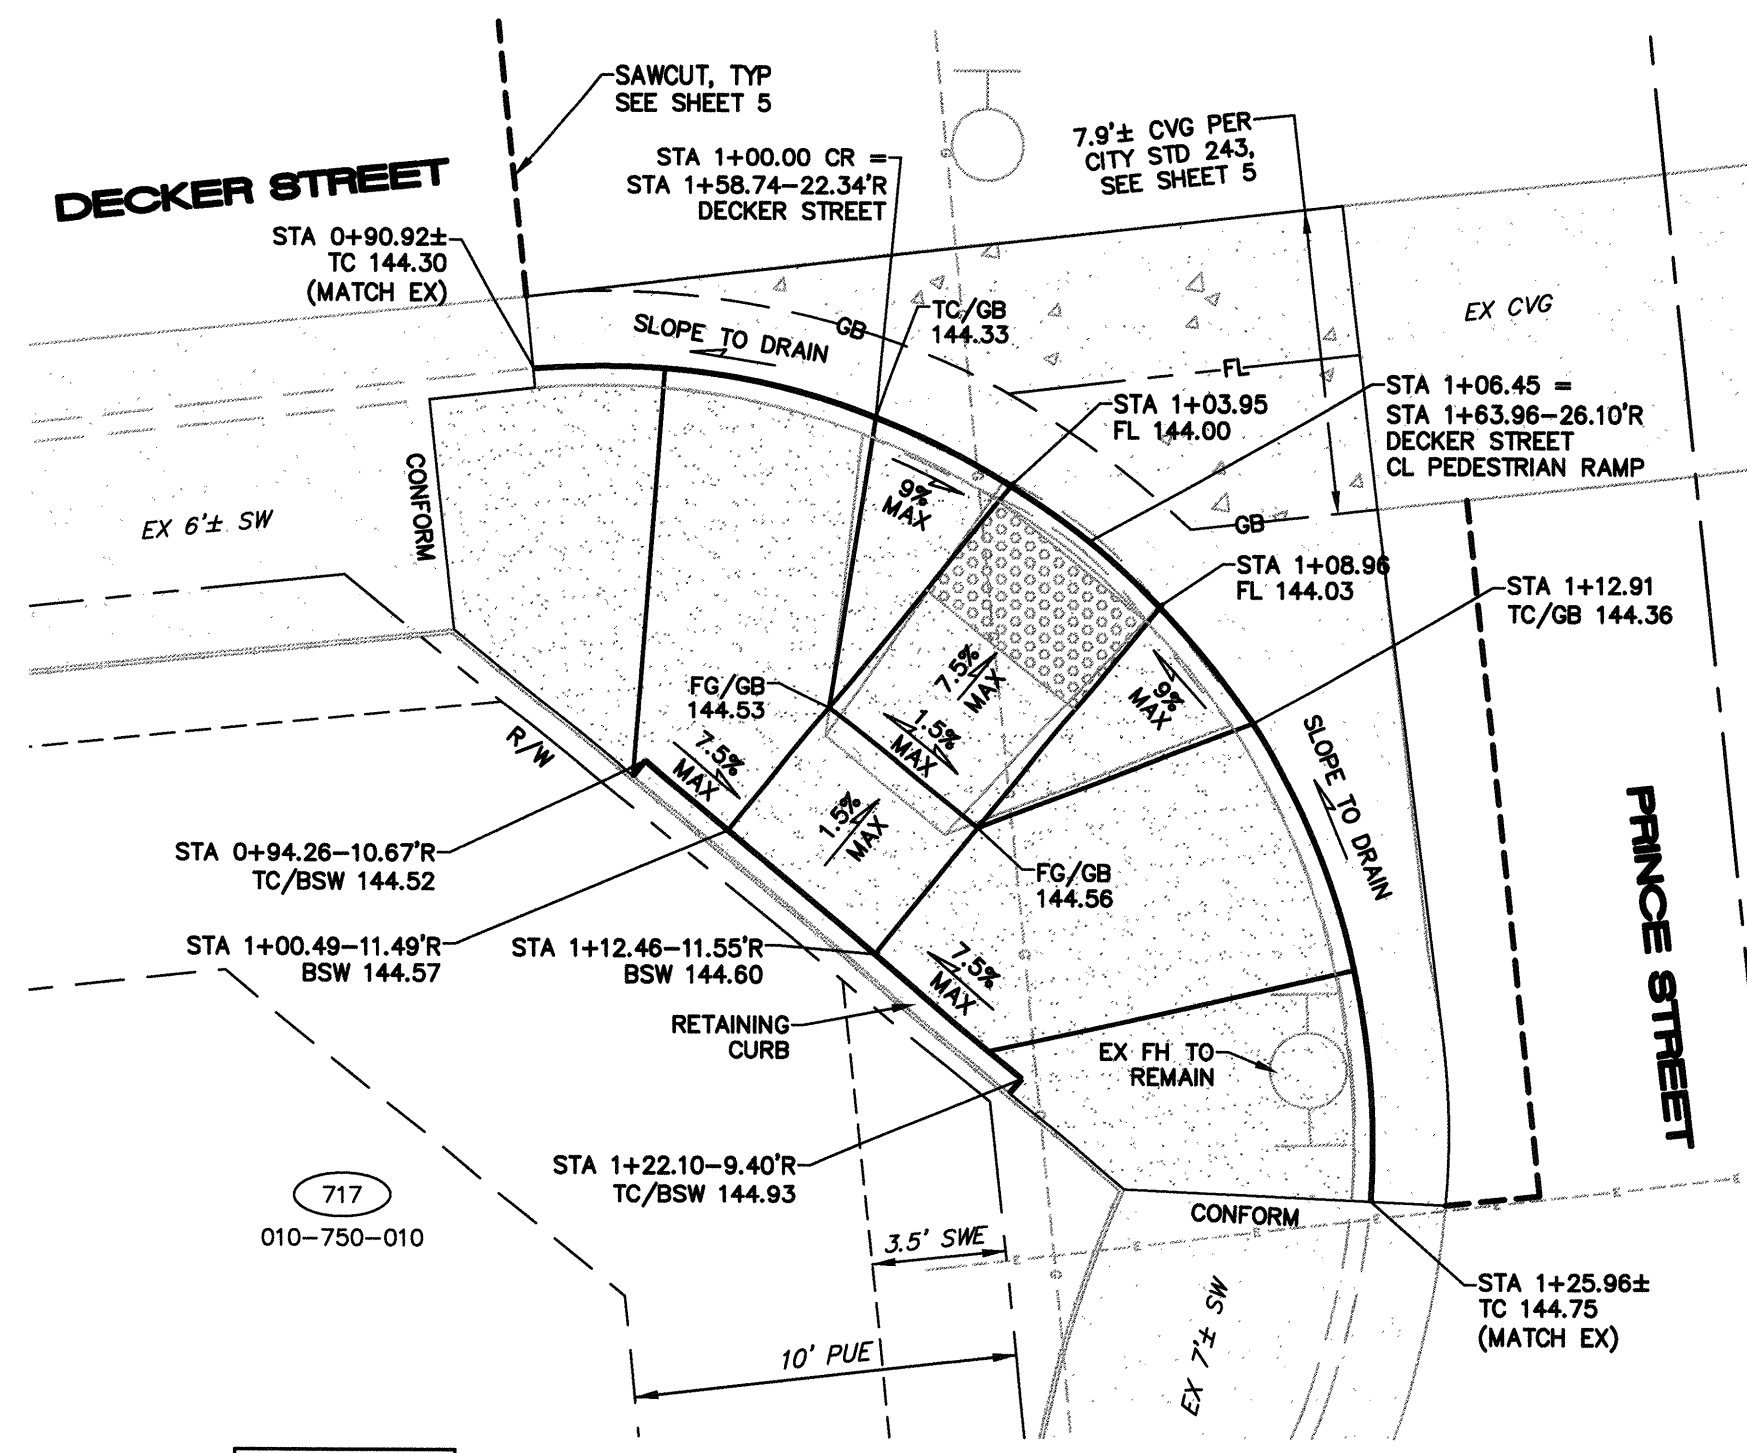 SAWCUT, TYP
SEE SHEET 5
DECKER STREET
STA 1+00.00 CR =
STA 1+58.74-22.34'R
DECKER STREET
7.9'± CVG PER
CITY STD 243,
SEE SHEET 5
STA 0+90.92±
TC 144.30
(MATCH EX)
SLOPE TO DRAIN
GB
TC/GB
144.33
EX CVG
FL
STA 1+03.95
FL 144.00
STA 1+06.45 =
STA 1+63.96-26.10'R
DECKER STREET
CL PEDESTRIAN RAMP
CONFORM
EX 6'± SW
9%
MAX
GB
STA 1+08.96
FL 144.03
STA 1+12.91
TC/GB 144.36
FG/GB
144.53
7.5%
MAX
1.5%
MAX
9%
MAX
R/W
7.5%
MAX
1.5%
MAX
SLOPE TO DRAIN
PRINCE STREET
STA 0+94.26-10.67'R
TC/BSW 144.52
FG/GB
144.56
STA 1+00.49-11.49'R
BSW 144.57
STA 1+12.46-11.55'R
BSW 144.60
7.5%
MAX
RETAINING
CURB
EX FH TO
REMAIN
STA 1+22.10-9.40'R
TC/BSW 144.93
717
010-750-010
CONFORM
3.5' SWE
STA 1+25.96±
TC 144.75
(MATCH EX)
10' PUE
EX 7'± SW
G
G
G
E
E
E
E
E